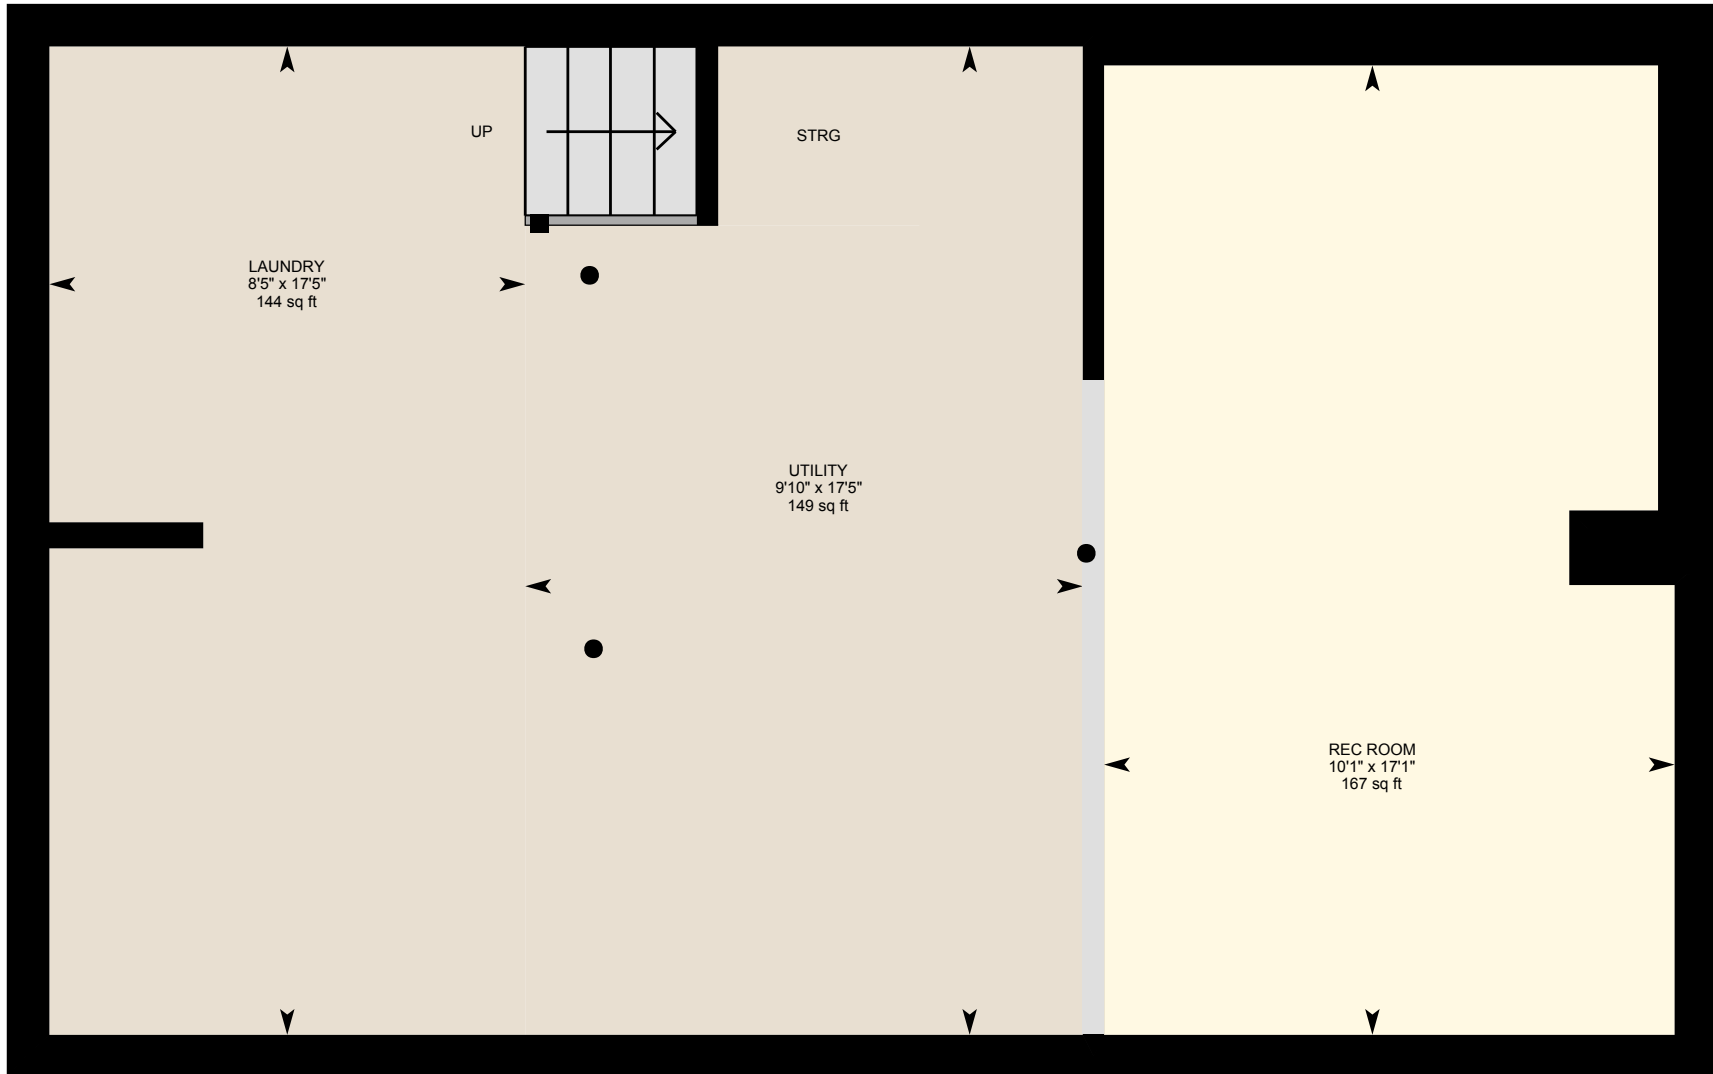 UP
STRG
LAUNDRY
8'5" x 17'5"
144 sq ft
UTILITY
9'10" x 17'5"
149 sq ft
REC ROOM
10'1" x 17'1"
167 sq ft